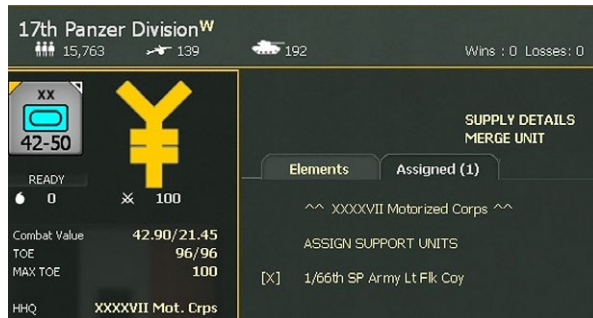 17th Panzer Division W
15,763 139 192 Wins : 0 Losses: 0
XX
42-50
READY
0 100
Combat Value 42.90/21.45
TOE 96/96
MAX TOE 100
HHQ XXXXVII Mot. Crps
SUPPLY DETAILS
MERGE UNIT
Elements Assigned (1)
^^ XXXXVII Motorized Corps ^^
ASSIGN SUPPORT UNITS
[X] 1/66th SP Army Lt Flk Coy